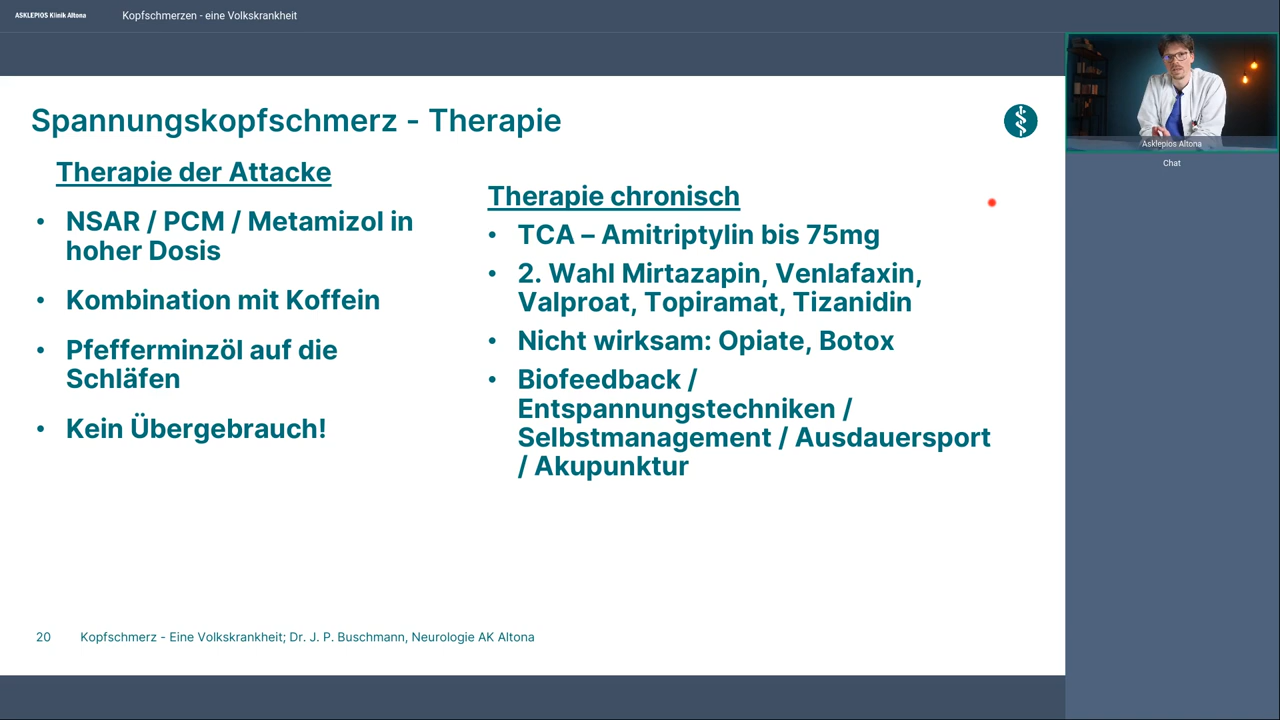 ASKLEPIOS Klinik Altona
Kopfschmerzen - eine Volkskrankheit
Spannungskopfschmerz - Therapie
Therapie der Attacke
• NSAR / PCM / Metamizol in
hoher Dosis
• Kombination mit Koffein
• Pfefferminzöl auf die
Schläfen
• Kein Übergebrauch!
Therapie chronisch
• TCA – Amitriptylin bis 75mg
• 2. Wahl Mirtazapin, Venlafaxin,
Valproat, Topiramat, Tizanidin
• Nicht wirksam: Opiate, Botox
• Biofeedback /
Entspannungstechniken /
Selbstmanagement / Ausdauersport
/ Akupunktur
20 Kopfschmerz - Eine Volkskrankheit; Dr. J. P. Buschmann, Neurologie AK Altona
Asklepios Altona
Chat